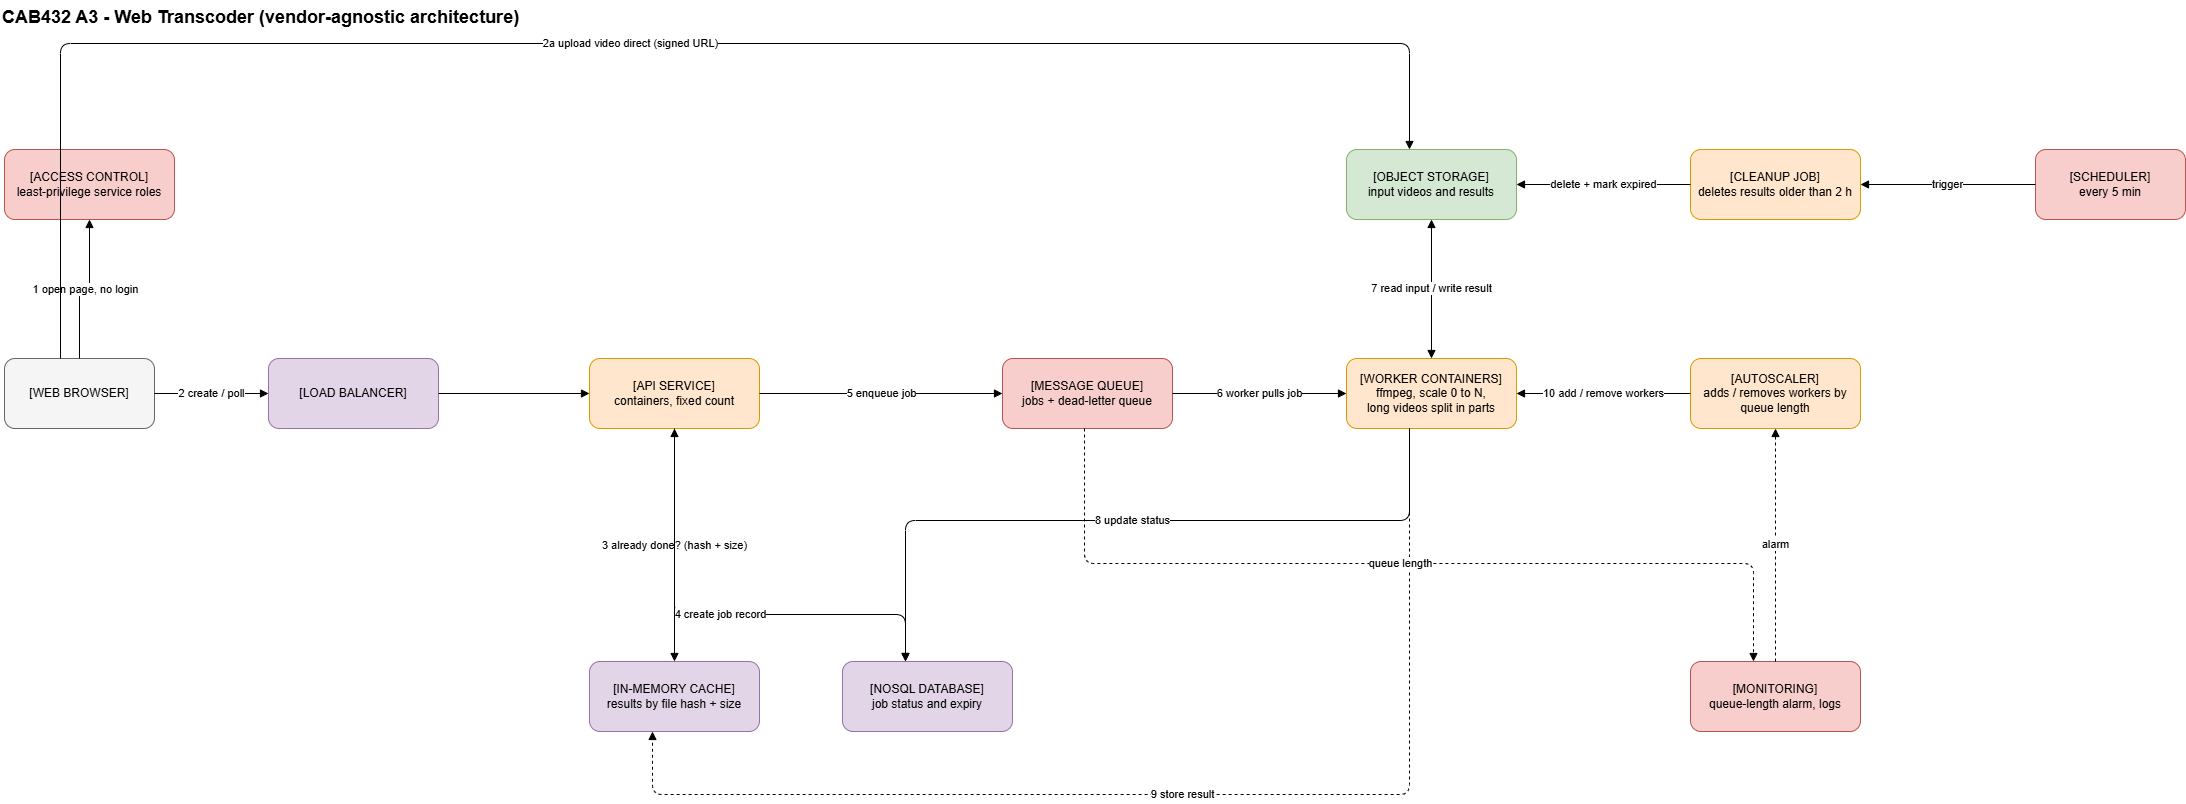 CAB432 A3 - Web Transcoder (vendor-agnostic architecture)
2a upload video direct (signed URL)
[ACCESS CONTROL]
least-privilege service roles
[OBJECT STORAGE]
input videos and results
delete + mark expired
[CLEANUP JOB]
deletes results older than 2 h
trigger
[SCHEDULER]
every 5 min
1 open page, no login
7 read input / write result
[WEB BROWSER]
2 create / poll
[LOAD BALANCER]
[API SERVICE]
containers, fixed count
5 enqueue job
[MESSAGE QUEUE]
jobs + dead-letter queue
6 worker pulls job
[WORKER CONTAINERS]
ffmpeg, scale 0 to N,
long videos split in parts
10 add / remove workers
[AUTOSCALER]
adds / removes workers by
queue length
8 update status
3 already done? (hash + size)
alarm
queue length
4 create job record
[IN-MEMORY CACHE]
results by file hash + size
[NOSQL DATABASE]
job status and expiry
[MONITORING]
queue-length alarm, logs
9 store result